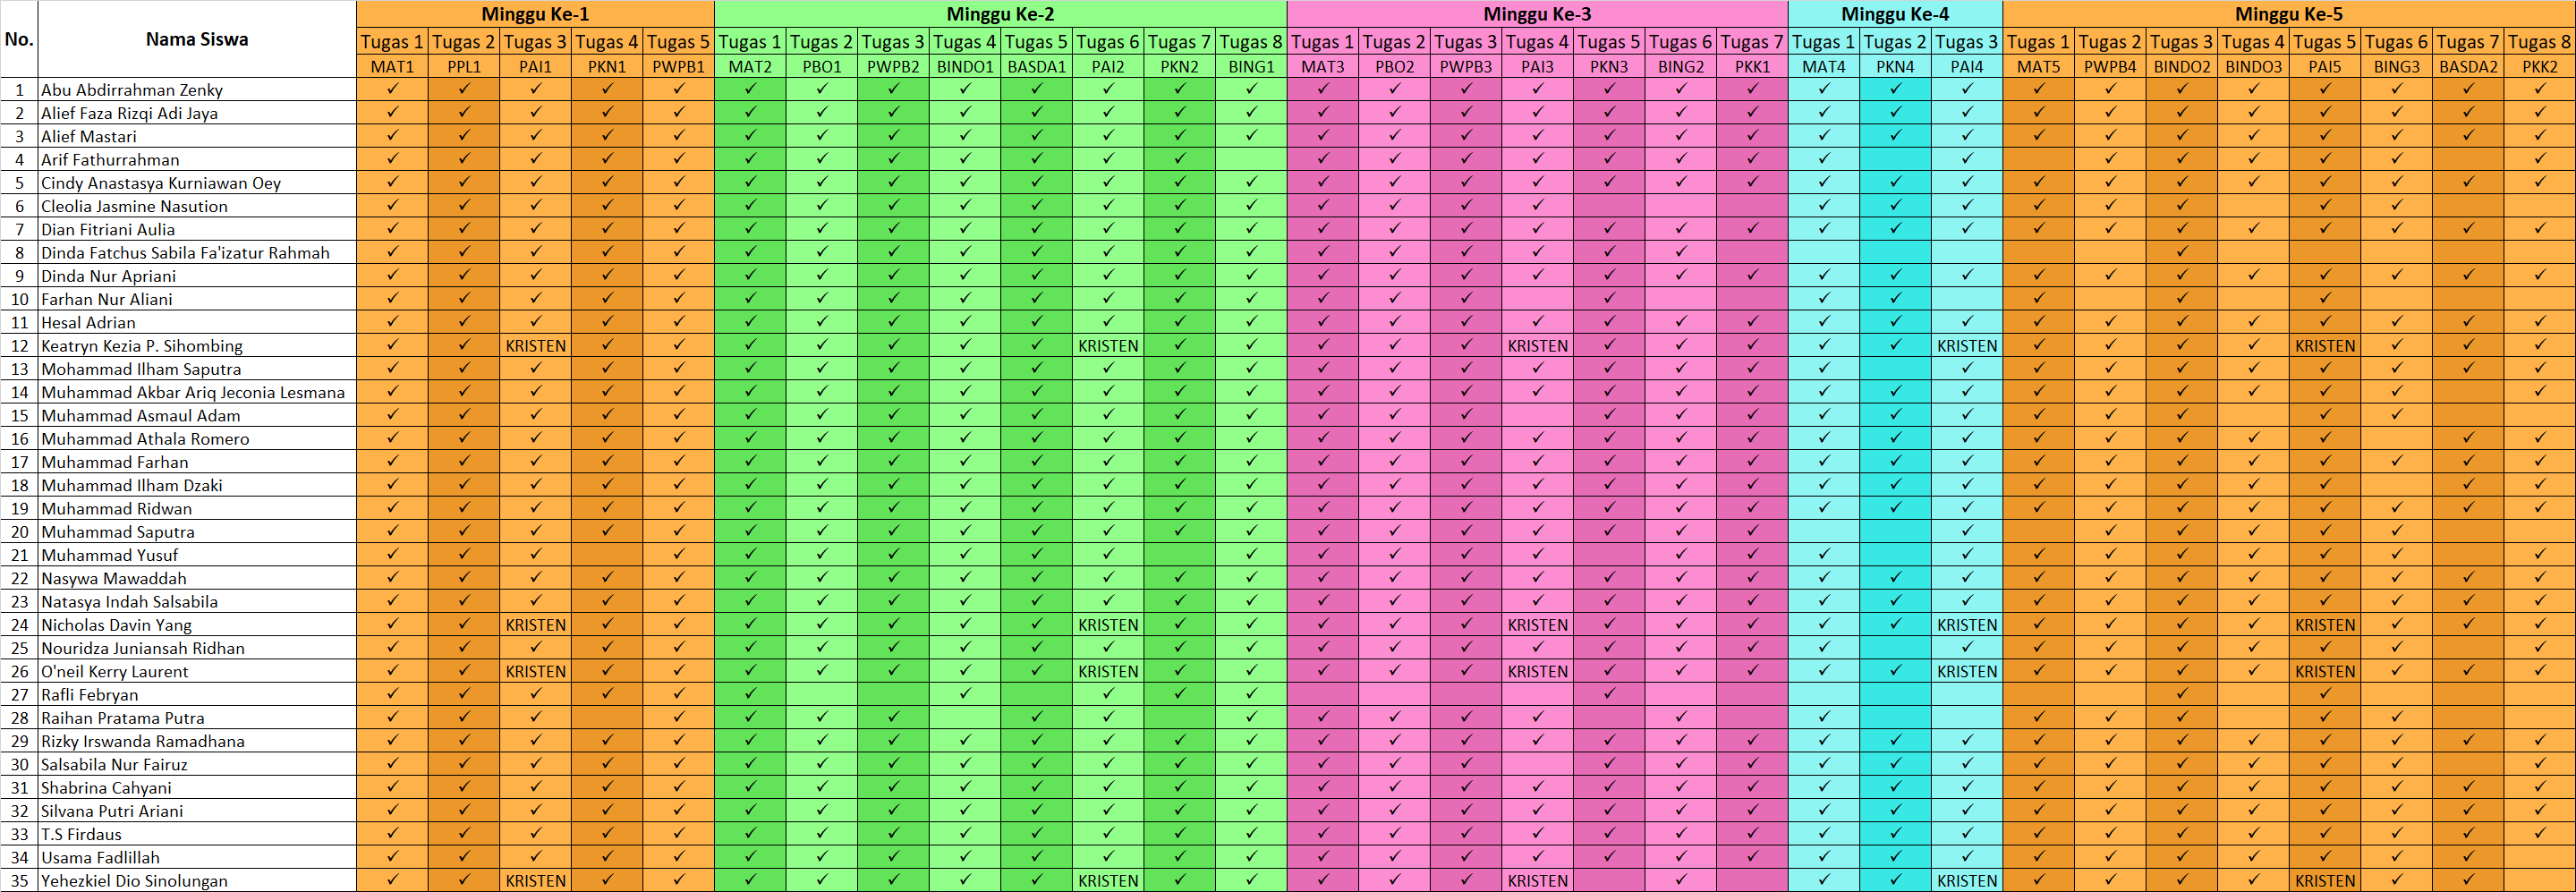 No. Nama Siswa Minggu Ke-1 Minggu Ke-2 Minggu Ke-3 Minggu Ke-4 Minggu Ke-5
Tugas 1 Tugas 2 Tugas 3 Tugas 4 Tugas 5 Tugas 1 Tugas 2 Tugas 3 Tugas 4 Tugas 5 Tugas 6 Tugas 7 Tugas 8 Tugas 1 Tugas 2 Tugas 3 Tugas 4 Tugas 5 Tugas 6 Tugas 7 Tugas 1 Tugas 2 Tugas 3 Tugas 1 Tugas 2 Tugas 3 Tugas 4 Tugas 5 Tugas 6 Tugas 7 Tugas 8
MAT1 PPL1 PAI1 PKN1 PWPB1 MAT2 PBO1 PWPB2 BINDO1 BASDA1 PAI2 PKN2 BING1 MAT3 PBO2 PWPB3 PAI3 PKN3 BING2 PKK1 MAT4 PKN4 PAI4 MAT5 PWPB4 BINDO2 BINDO3 PAI5 BING3 BASDA2 PKK2
1 Abu Abdirrahman Zenky
2 Alief Faza Rizqi Adi Jaya
3 Alief Mastari
4 Arif Fathurrahman
5 Cindy Anastasya Kurniawan Oey
6 Cleolia Jasmine Nasution
7 Dian Fitriani Aulia
8 Dinda Fatchus Sabila Fa'izatur Rahmah
9 Dinda Nur Apriani
10 Farhan Nur Aliani
11 Hesal Adrian
12 Keatryn Kezia P. Sihombing KRISTEN KRISTEN KRISTEN KRISTEN KRISTEN
13 Mohammad Ilham Saputra
14 Muhammad Akbar Ariq Jeconia Lesmana
15 Muhammad Asmaul Adam
16 Muhammad Athala Romero
17 Muhammad Farhan
18 Muhammad Ilham Dzaki
19 Muhammad Ridwan
20 Muhammad Saputra
21 Muhammad Yusuf
22 Nasywa Mawaddah
23 Natasya Indah Salsabila
24 Nicholas Davin Yang KRISTEN KRISTEN KRISTEN KRISTEN KRISTEN
25 Nouridza Juniansah Ridhan
26 O'neil Kerry Laurent KRISTEN KRISTEN KRISTEN KRISTEN KRISTEN
27 Rafli Febryan
28 Raihan Pratama Putra
29 Rizky Irswanda Ramadhana
30 Salsabila Nur Fairuz
31 Shabrina Cahyani
32 Silvana Putri Ariani
33 T.S Firdaus
34 Usama Fadlillah
35 Yehezkiel Dio Sinolungan KRISTEN KRISTEN KRISTEN KRISTEN KRISTEN